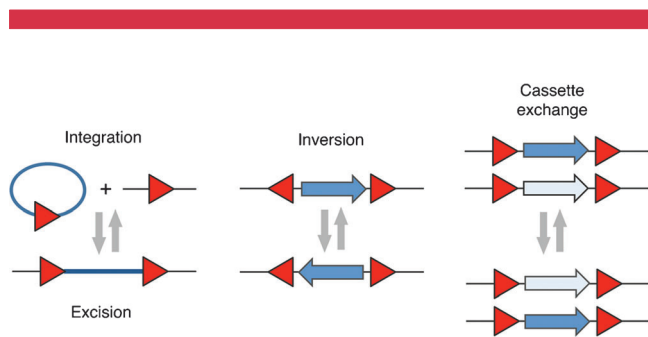 Cassette
exchange
Integration
Inversion
+
Excision